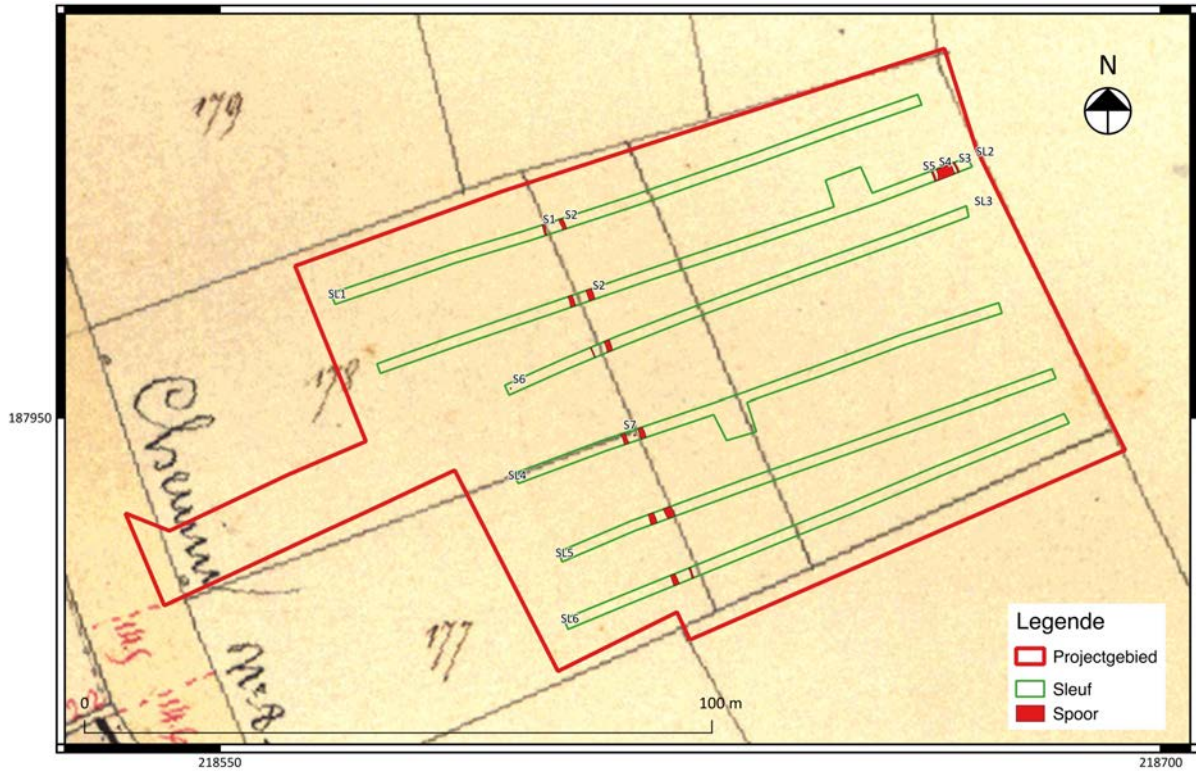 179
N
S5 S4 S3 SL2
SL3
S1 S2
SL1
S2
S6
178
187950
S7
SL4
SL5
SL6
177
Legende
Projectgebied
Sleuf
Spoor
0
100 m
218550
218700